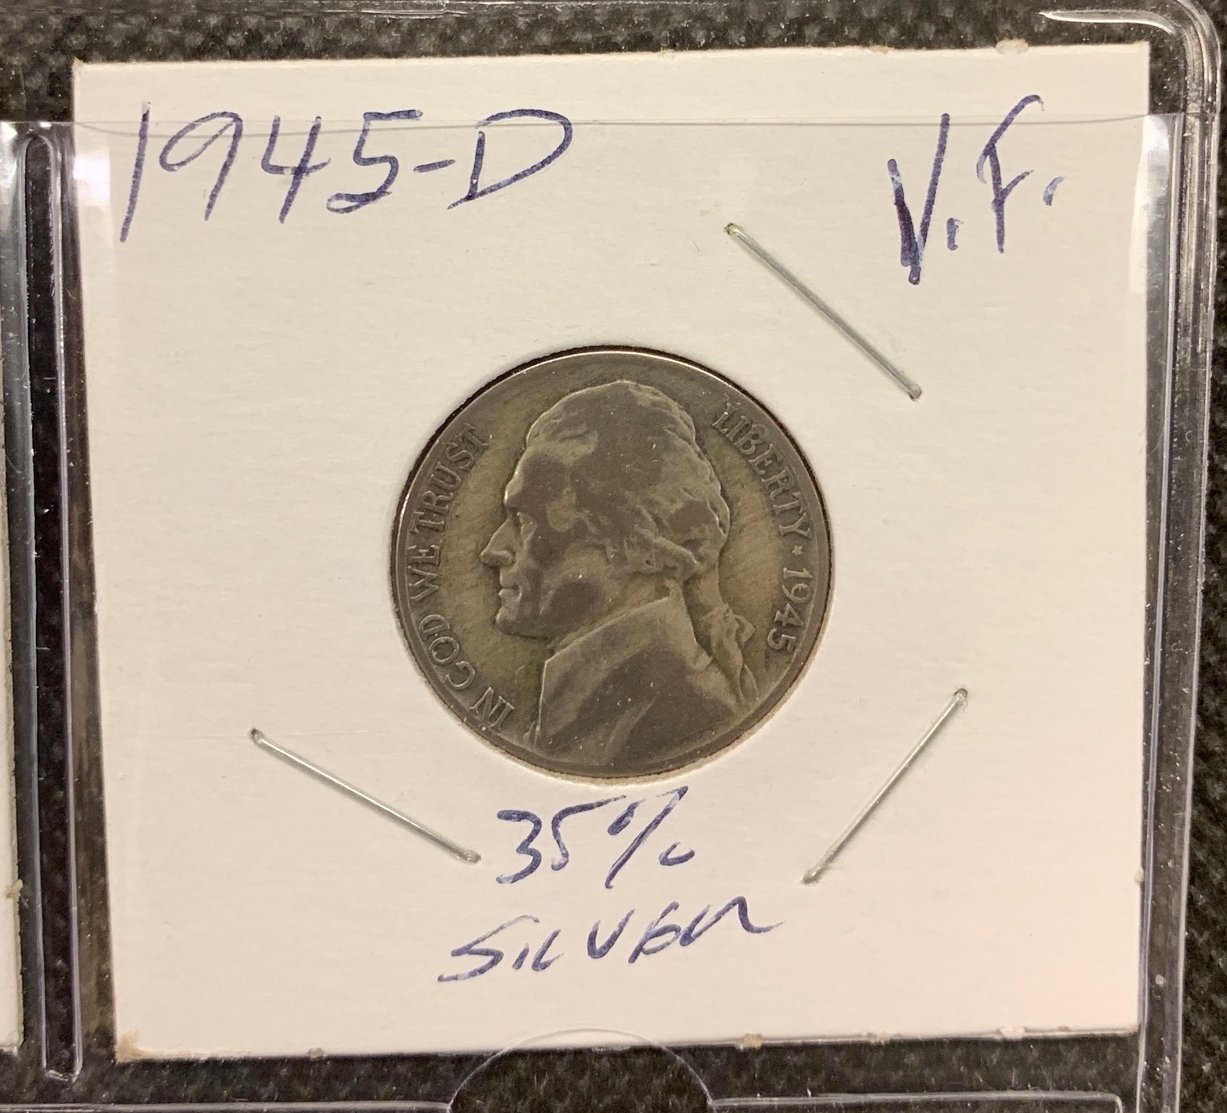 1945-D
V.F.
IN GOD WE TRUST
LIBERTY ★ 1945
35%
SILVER